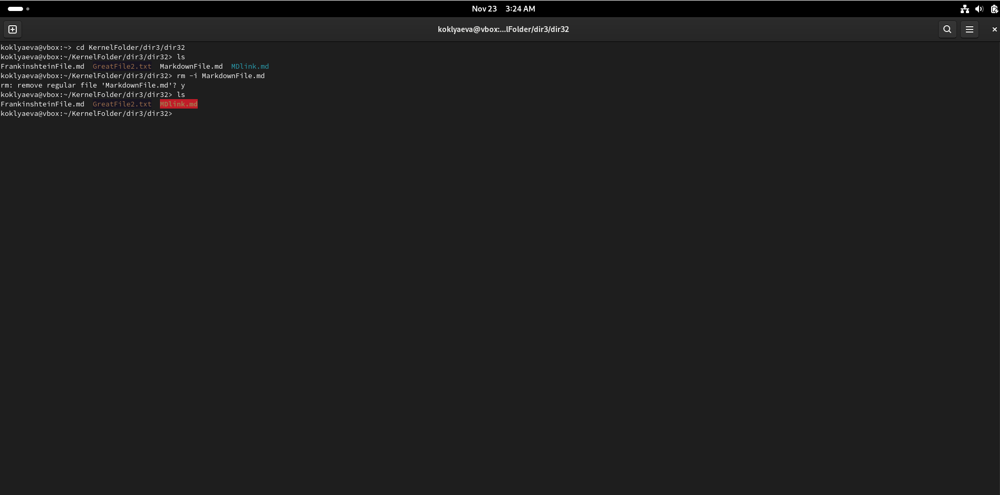 Nov 23 3:24 AM
koklyaeva@vbox:...lFolder/dir3/dir32
koklyaeva@vbox:~> cd KernelFolder/dir3/dir32
koklyaeva@vbox:~/KernelFolder/dir3/dir32> ls
FrankinshteinFile.md  GreatFile2.txt  MarkdownFile.md  MDlink.md
koklyaeva@vbox:~/KernelFolder/dir3/dir32> rm -i MarkdownFile.md
rm: remove regular file 'MarkdownFile.md'? y
koklyaeva@vbox:~/KernelFolder/dir3/dir32> ls
FrankinshteinFile.md  GreatFile2.txt  MDlink.md
koklyaeva@vbox:~/KernelFolder/dir3/dir32>